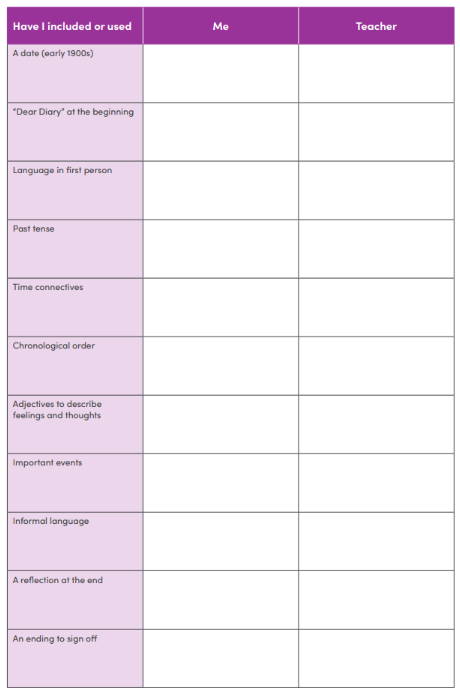 Have I included or used Me Teacher
A date (early 1900s)
“Dear Diary” at the beginning
Language in first person
Past tense
Time connectives
Chronological order
Adjectives to describe
feelings and thoughts
Important events
Informal language
A reflection at the end
An ending to sign off